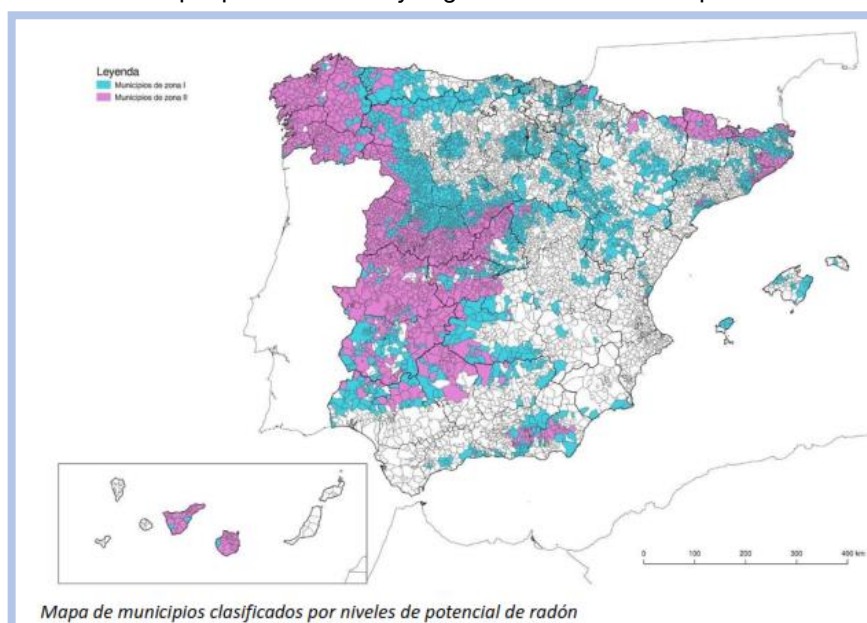 Leyenda
Municipios de zona I
Municipios de zona II
0 100 200 300 400 km
Mapa de municipios clasificados por niveles de potencial de radón